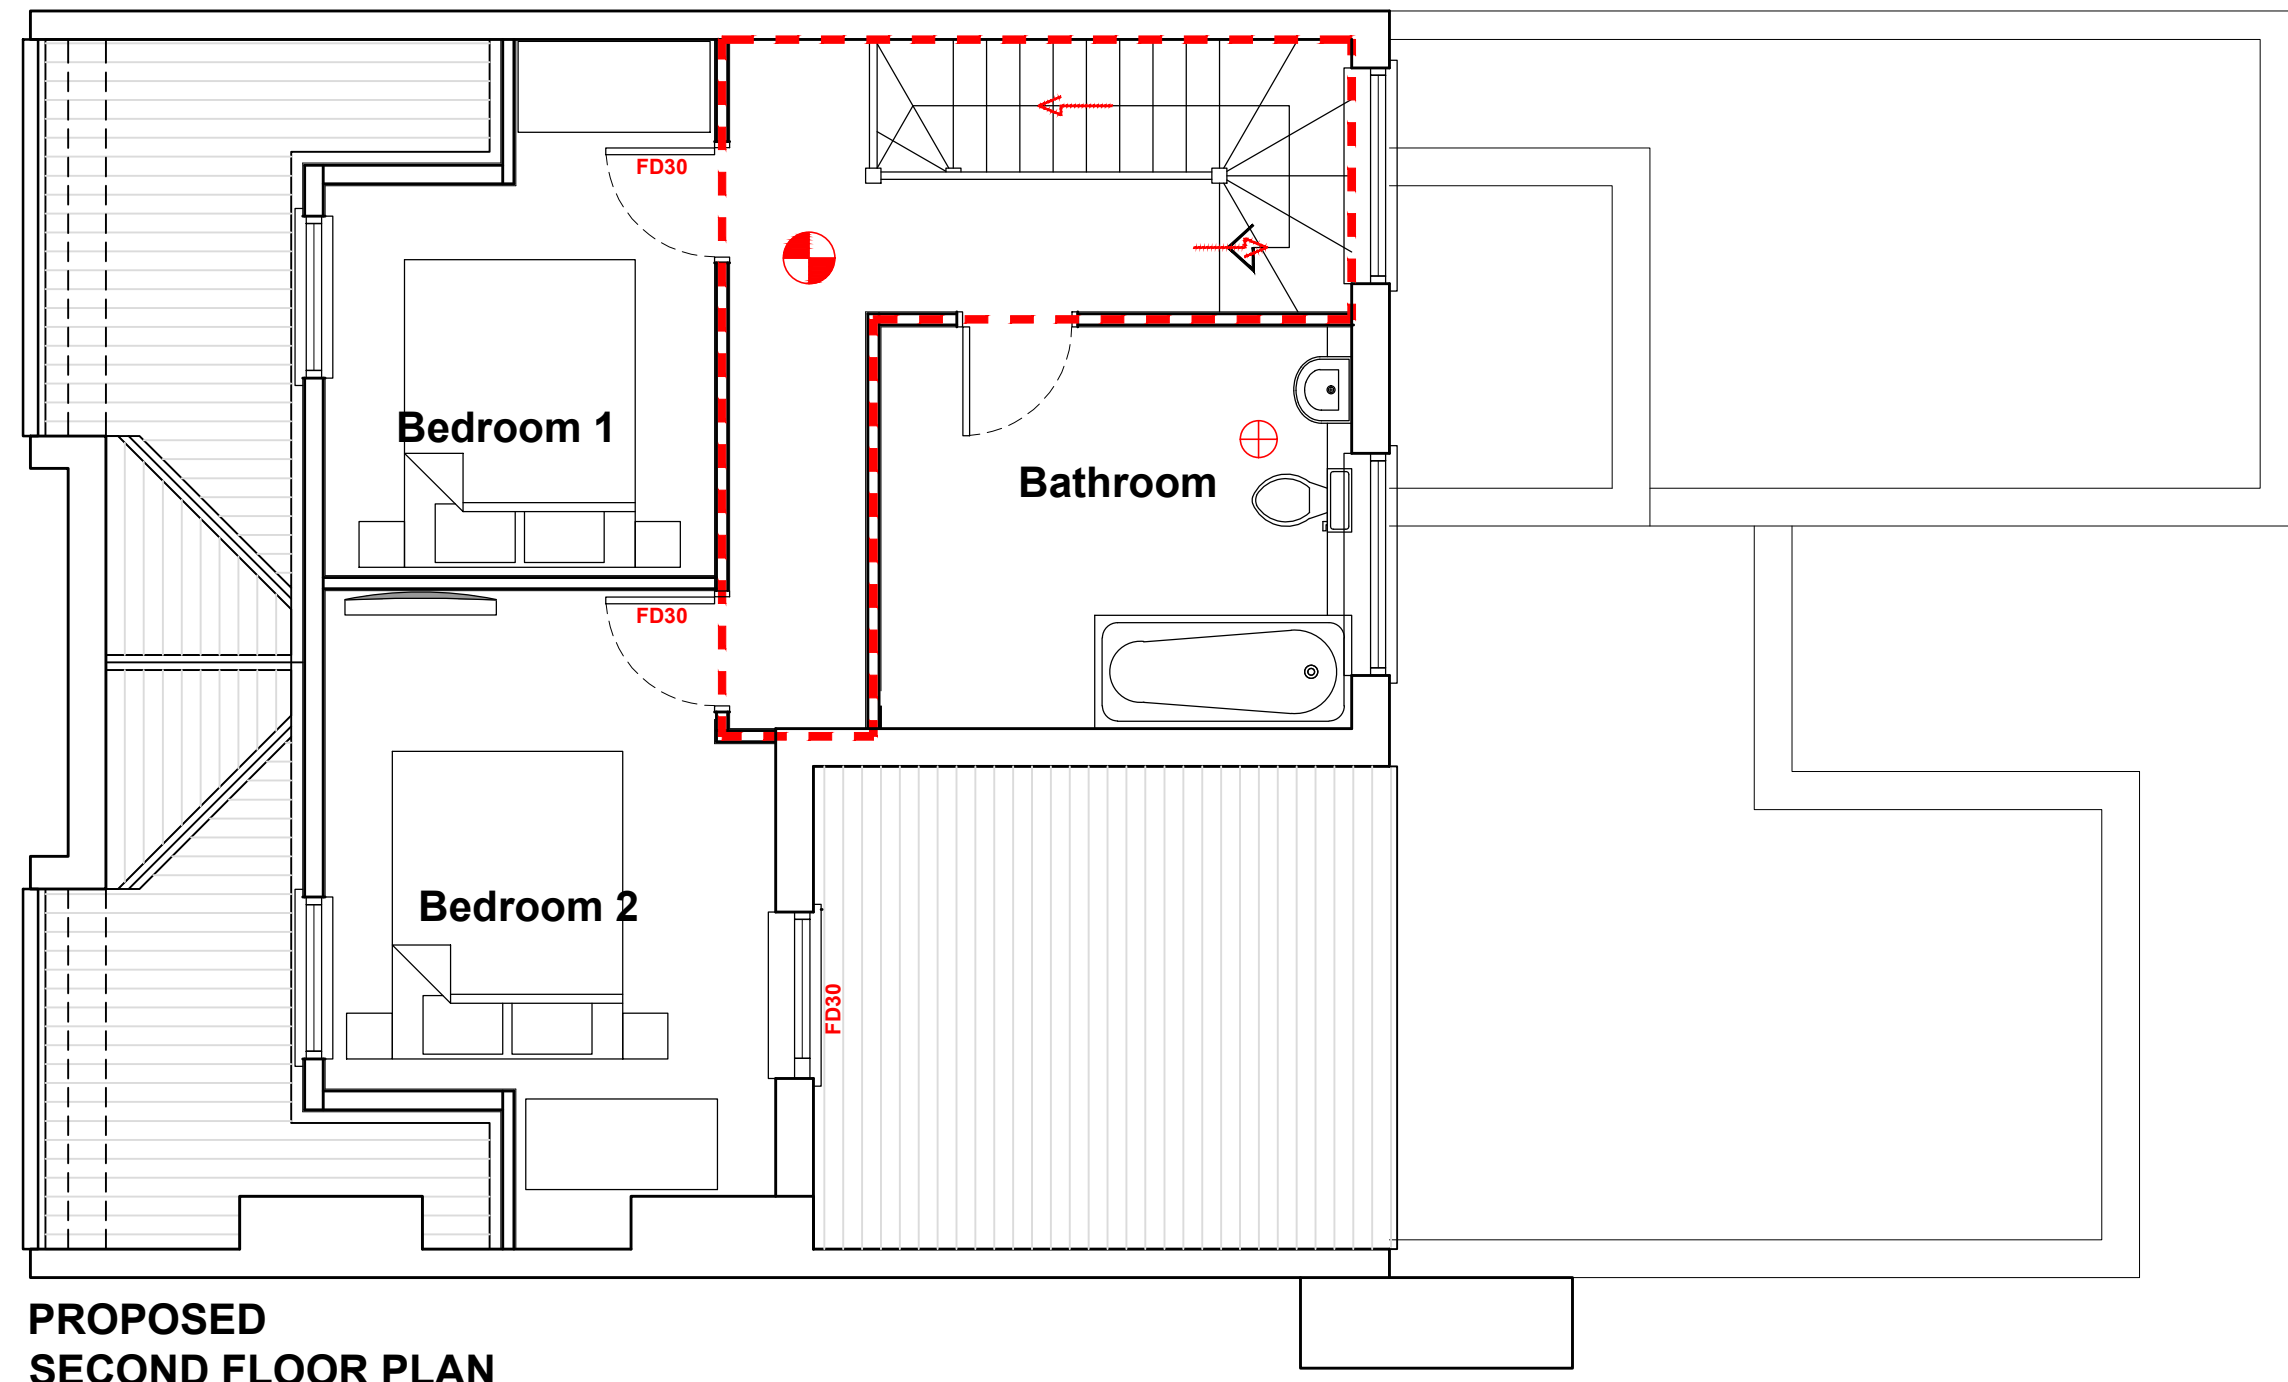 FD30
Bedroom 1
Bathroom
FD30
Bedroom 2
FD30
PROPOSED
SECOND FLOOR PLAN